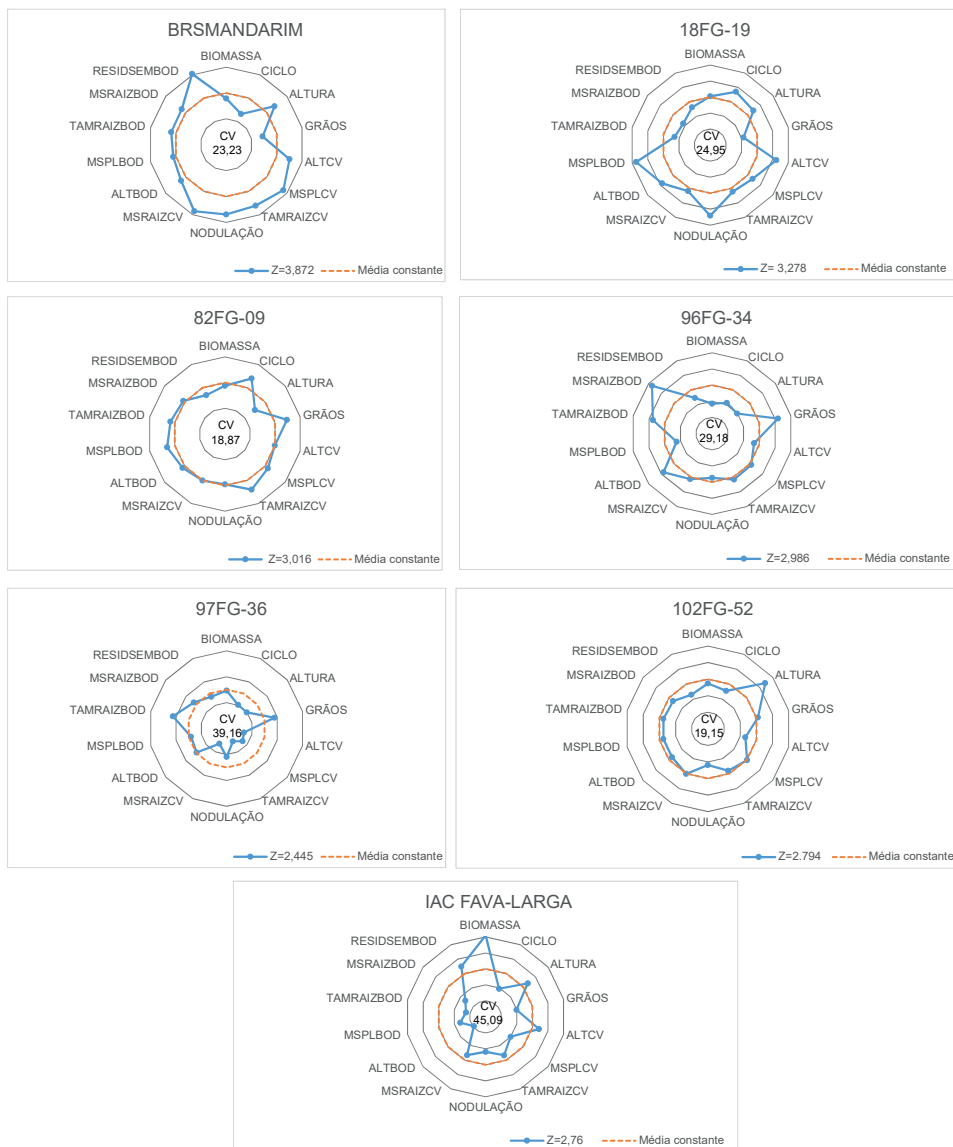 BRSMANDARIM
BIOMASSA
CICLO
ALTURA
GRÃOS
ALTCV
MSPLCV
TAMRAIZCV
NODULAÇÃO
MSRAIZCV
ALTBOD
MSPLBOD
TAMRAIZBOD
MSRAIZBOD
RESIDSEMBOD
CV
23,23
Z=3,872
Média constante
18FG-19
BIOMASSA
CICLO
ALTURA
GRÃOS
ALTCV
MSPLCV
TAMRAIZCV
NODULAÇÃO
MSRAIZCV
ALTBOD
MSPLBOD
TAMRAIZBOD
MSRAIZBOD
RESIDSEMBOD
CV
24,95
Z= 3,278
Média constante
82FG-09
BIOMASSA
CICLO
ALTURA
GRÃOS
ALTCV
MSPLCV
TAMRAIZCV
NODULAÇÃO
MSRAIZCV
ALTBOD
MSPLBOD
TAMRAIZBOD
MSRAIZBOD
RESIDSEMBOD
CV
18,87
Z=3,016
Média constante
96FG-34
BIOMASSA
CICLO
ALTURA
GRÃOS
ALTCV
MSPLCV
TAMRAIZCV
NODULAÇÃO
MSRAIZCV
ALTBOD
MSPLBOD
TAMRAIZBOD
MSRAIZBOD
RESIDSEMBOD
CV
29,18
Z=2,986
Média constante
97FG-36
BIOMASSA
CICLO
ALTURA
GRÃOS
ALTCV
MSPLCV
TAMRAIZCV
NODULAÇÃO
MSRAIZCV
ALTBOD
MSPLBOD
TAMRAIZBOD
MSRAIZBOD
RESIDSEMBOD
CV
39,16
Z=2,445
Média constante
102FG-52
BIOMASSA
CICLO
ALTURA
GRÃOS
ALTCV
MSPLCV
TAMRAIZCV
NODULAÇÃO
MSRAIZCV
ALTBOD
MSPLBOD
TAMRAIZBOD
MSRAIZBOD
RESIDSEMBOD
CV
19,15
Z=2.794
Média constante
IAC FAVA-LARGA
BIOMASSA
CICLO
ALTURA
GRÃOS
ALTCV
MSPLCV
TAMRAIZCV
NODULAÇÃO
MSRAIZCV
ALTBOD
MSPLBOD
TAMRAIZBOD
MSRAIZBOD
RESIDSEMBOD
CV
45,09
Z=2,76
Média constante